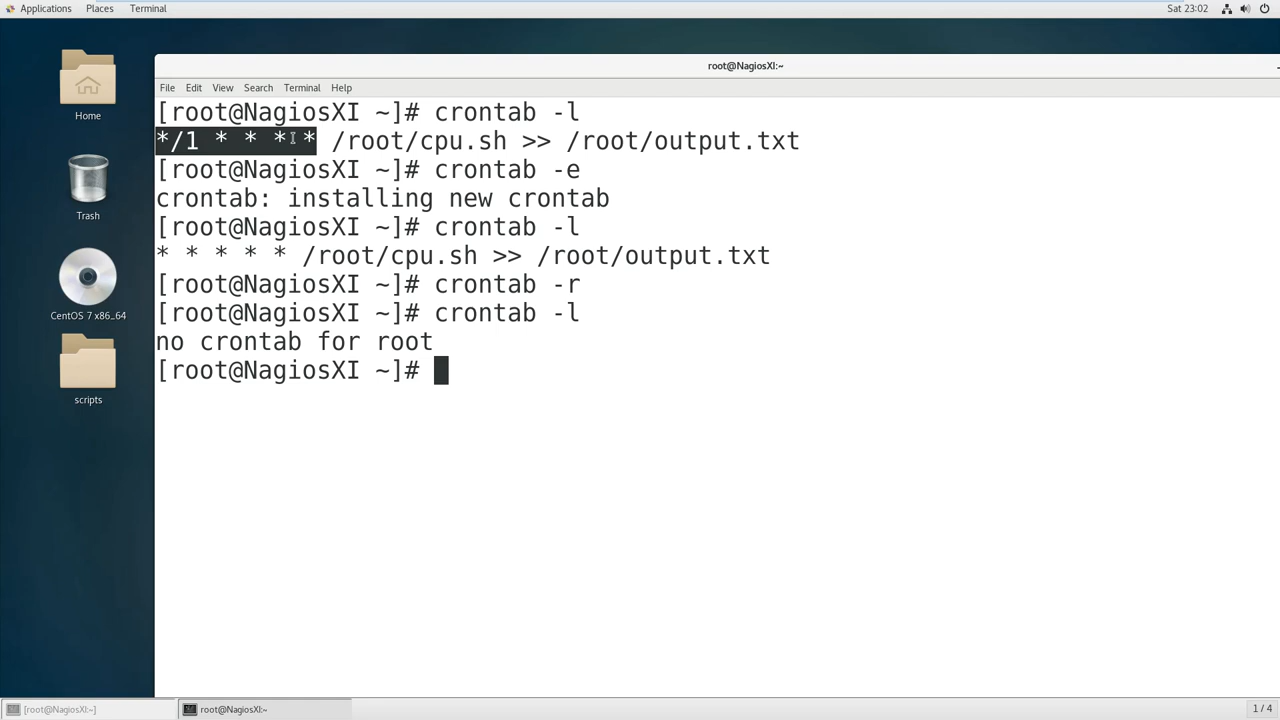 Applications Places Terminal Sat 23:02
root@NagiosXI:~
File Edit View Search Terminal Help
[root@NagiosXI ~]# crontab -l
*/1 * * * * /root/cpu.sh >> /root/output.txt
[root@NagiosXI ~]# crontab -e
crontab: installing new crontab
[root@NagiosXI ~]# crontab -l
* * * * * /root/cpu.sh >> /root/output.txt
[root@NagiosXI ~]# crontab -r
[root@NagiosXI ~]# crontab -l
no crontab for root
[root@NagiosXI ~]#
Home
Trash
CentOS 7 x86_64
scripts
[root@NagiosXI:~] root@NagiosXI:~ 1 / 4